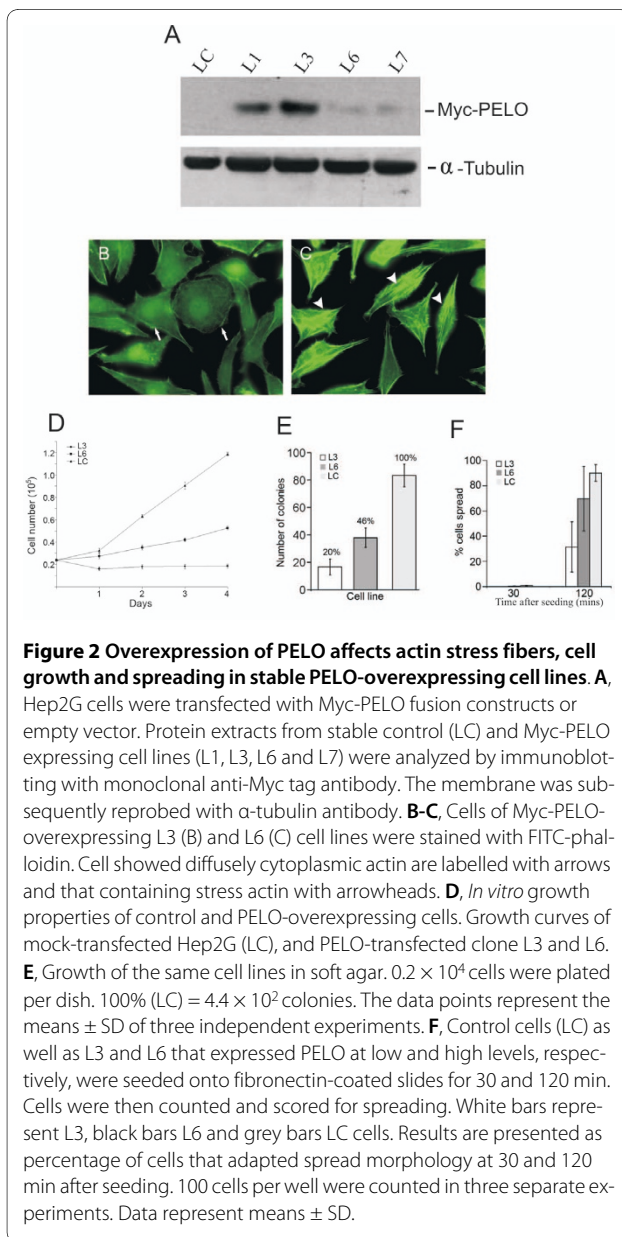 A
LC
L1
L3
L6
L7
Myc-PELO
α-Tubulin
B
C
D
L3
L6
LC
Cell number (10⁵)
1.2
1.0
0.8
0.6
0.4
0.2
1
2
3
4
Days
E
L3
L6
LC
Number of colonies
100
80
60
40
20
0
20%
46%
100%
Cell line
F
L3
L6
LC
% cells spread
100
80
60
40
20
0
30
120
Time after seeding (mins)
Figure 2 Overexpression of PELO affects actin stress fibers, cell
growth and spreading in stable PELO-overexpressing cell lines. A,
Hep2G cells were transfected with Myc-PELO fusion constructs or
empty vector. Protein extracts from stable control (LC) and Myc-PELO
expressing cell lines (L1, L3, L6 and L7) were analyzed by immunoblot-
ting with monoclonal anti-Myc tag antibody. The membrane was sub-
sequently reprobed with α-tubulin antibody. B-C, Cells of Myc-PELO-
overexpressing L3 (B) and L6 (C) cell lines were stained with FITC-phal-
loidin. Cell showed diffusely cytoplasmic actin are labelled with arrows
and that containing stress actin with arrowheads. D, In vitro growth
properties of control and PELO-overexpressing cells. Growth curves of
mock-transfected Hep2G (LC), and PELO-transfected clone L3 and L6.
E, Growth of the same cell lines in soft agar. 0.2 × 10⁴ cells were plated
per dish. 100% (LC) = 4.4 × 10² colonies. The data points represent the
means ± SD of three independent experiments. F, Control cells (LC) as
well as L3 and L6 that expressed PELO at low and high levels, respec-
tively, were seeded onto fibronectin-coated slides for 30 and 120 min.
Cells were then counted and scored for spreading. White bars repre-
sent L3, black bars L6 and grey bars LC cells. Results are presented as
percentage of cells that adapted spread morphology at 30 and 120
min after seeding. 100 cells per well were counted in three separate ex-
periments. Data represent means ± SD.